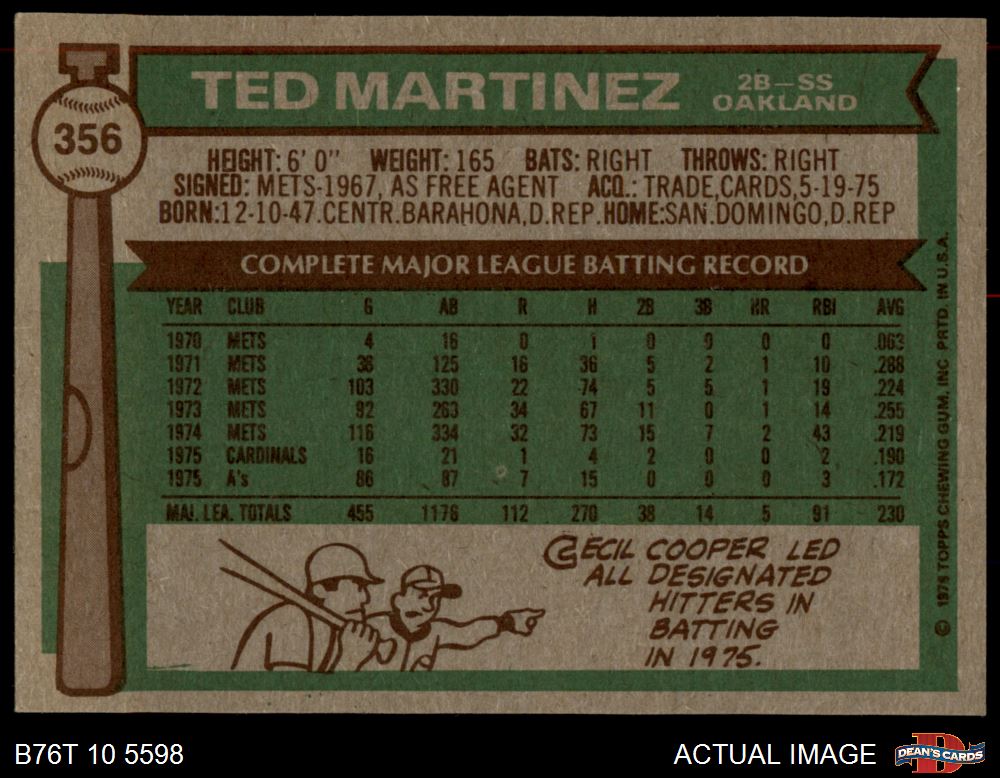 TED MARTINEZ
2B—SS
OAKLAND
356
HEIGHT: 6' 0" WEIGHT: 165 BATS: RIGHT THROWS: RIGHT
SIGNED: METS-1967, AS FREE AGENT ACQ.: TRADE,CARDS,5-19-75
BORN:12-10-47.CENTR.BARAHONA,D.REP.HOME:SAN.DOMINGO,D.REP
COMPLETE MAJOR LEAGUE BATTING RECORD
YEAR CLUB G AB R H 2B 3B HR RBI AVG
1970 METS 4 16 0 1 0 0 0 0 .063
1971 METS 38 125 16 36 5 2 1 10 .288
1972 METS 103 330 22 74 5 5 1 19 .224
1973 METS 92 263 34 67 11 0 1 14 .255
1974 METS 116 334 32 73 15 7 2 43 .219
1975 CARDINALS 16 21 1 4 2 0 0 2 .190
1975 A's 86 87 7 15 0 0 0 3 .172
MAJ. LEA. TOTALS 455 1176 112 270 38 14 5 91 230
CECIL COOPER LED
ALL DESIGNATED
HITTERS IN
BATTING
IN 1975.
© 1976 TOPPS CHEWING GUM, INC PRTD. IN U.S.A.
B76T 10 5598
ACTUAL IMAGE
DEAN'S CARDS